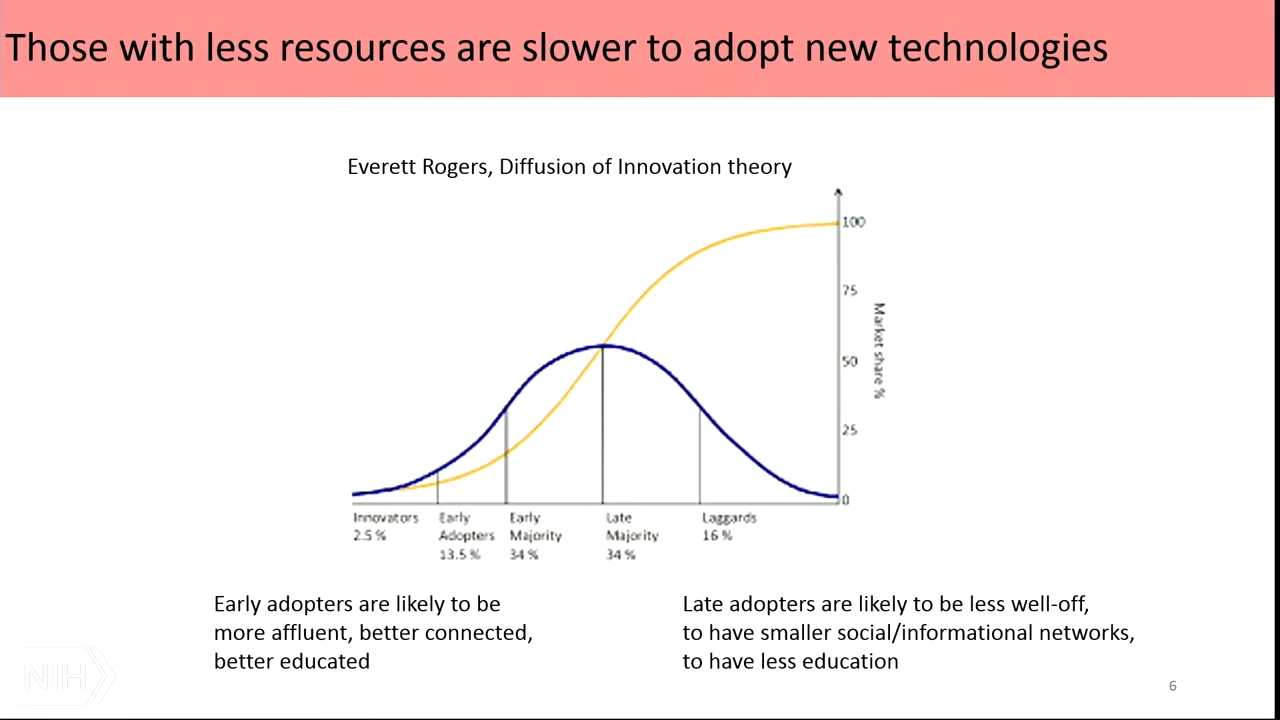 Those with less resources are slower to adopt new technologies
Everett Rogers, Diffusion of Innovation theory
100
75
50
25
0
Market share %
Innovators
2.5 %
Early
Adopters
13.5 %
Early
Majority
34 %
Late
Majority
34 %
Laggards
16 %
Early adopters are likely to be
more affluent, better connected,
better educated
Late adopters are likely to be less well-off,
to have smaller social/informational networks,
to have less education
NIH
6